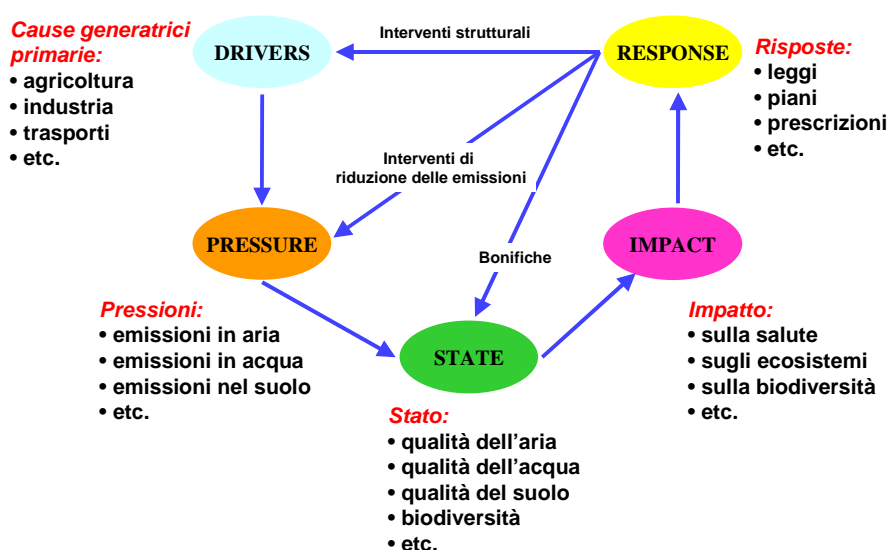 Cause generatrici
primarie:
• agricoltura
• industria
• trasporti
• etc.
DRIVERS
Interventi strutturali
RESPONSE
Risposte:
• leggi
• piani
• prescrizioni
• etc.
Interventi di
riduzione delle emissioni
PRESSURE
Bonifiche
IMPACT
Pressioni:
• emissioni in aria
• emissioni in acqua
• emissioni nel suolo
• etc.
STATE
Impatto:
• sulla salute
• sugli ecosistemi
• sulla biodiversità
• etc.
Stato:
• qualità dell’aria
• qualità dell’acqua
• qualità del suolo
• biodiversità
• etc.